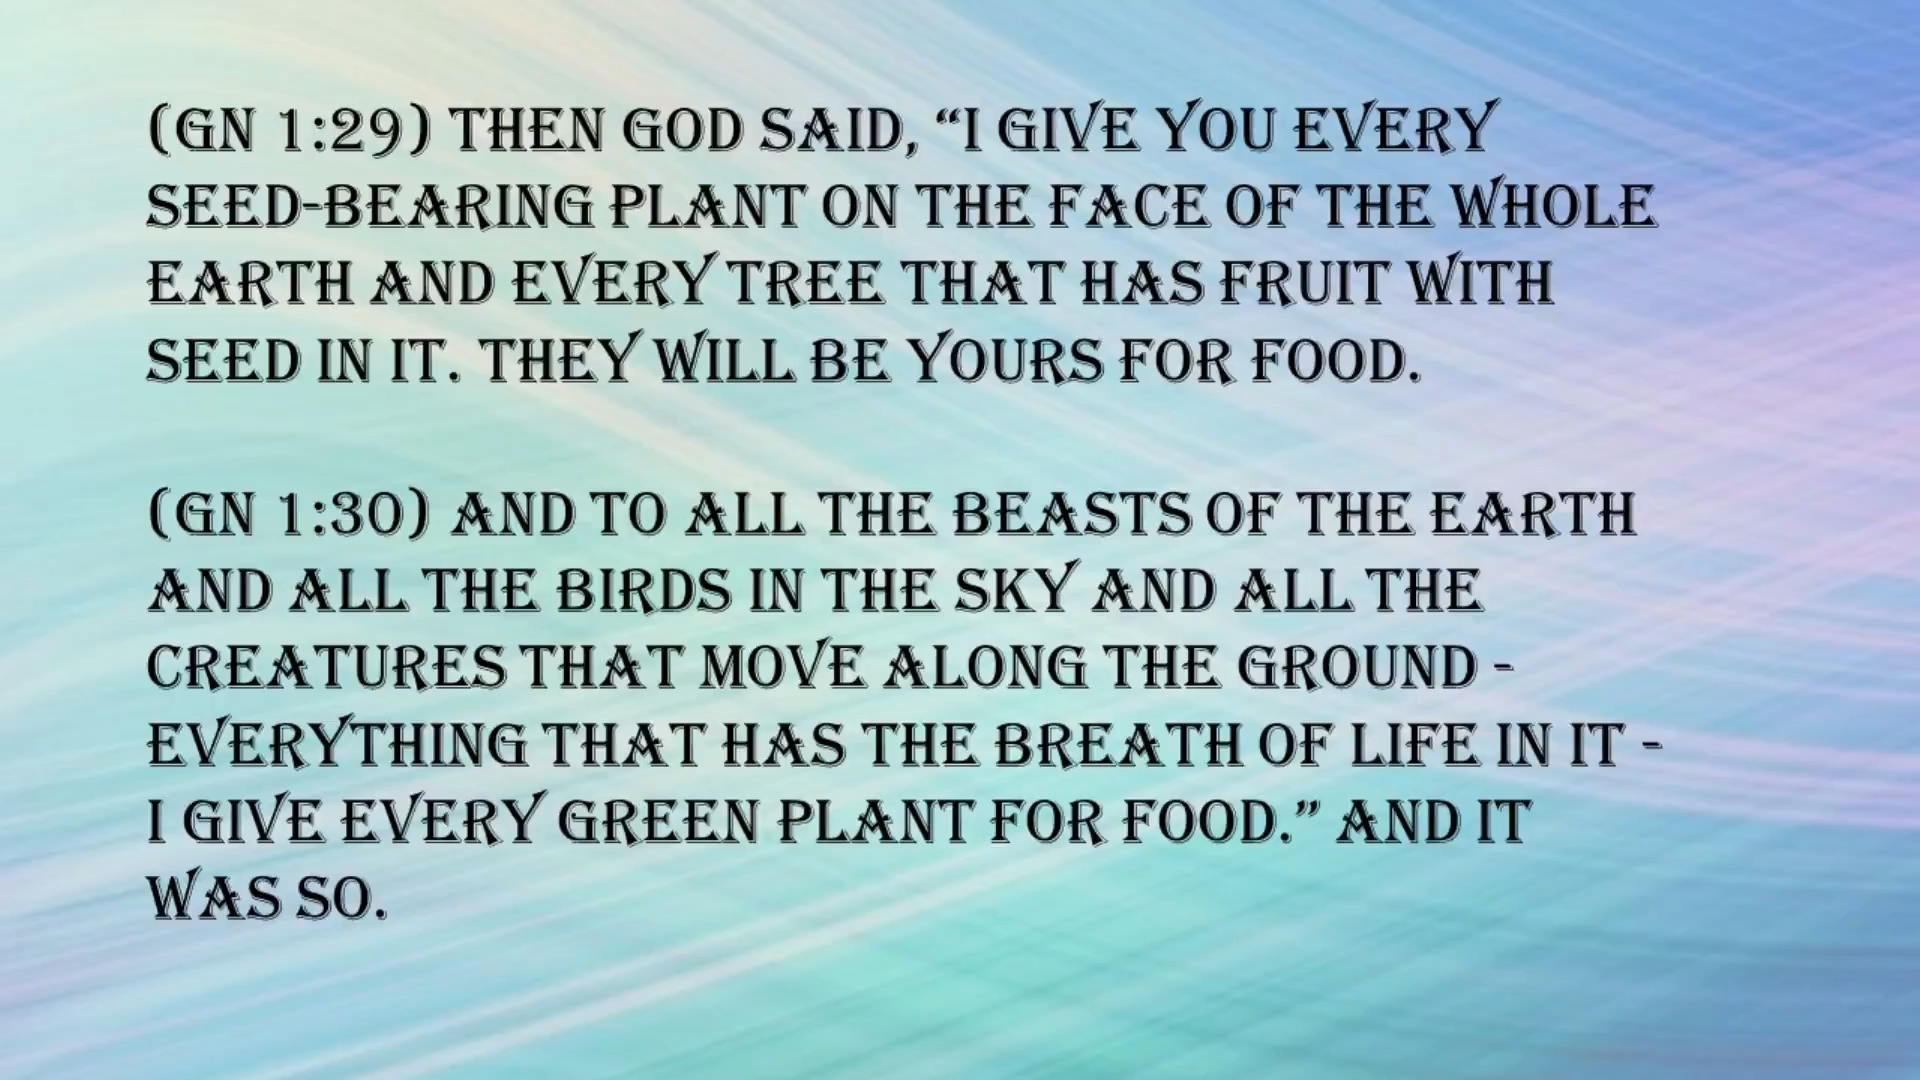 (GN 1:29) THEN GOD SAID, “I GIVE YOU EVERY
SEED-BEARING PLANT ON THE FACE OF THE WHOLE
EARTH AND EVERY TREE THAT HAS FRUIT WITH
SEED IN IT. THEY WILL BE YOURS FOR FOOD.
(GN 1:30) AND TO ALL THE BEASTS OF THE EARTH
AND ALL THE BIRDS IN THE SKY AND ALL THE
CREATURES THAT MOVE ALONG THE GROUND -
EVERYTHING THAT HAS THE BREATH OF LIFE IN IT -
I GIVE EVERY GREEN PLANT FOR FOOD.” AND IT
WAS SO.